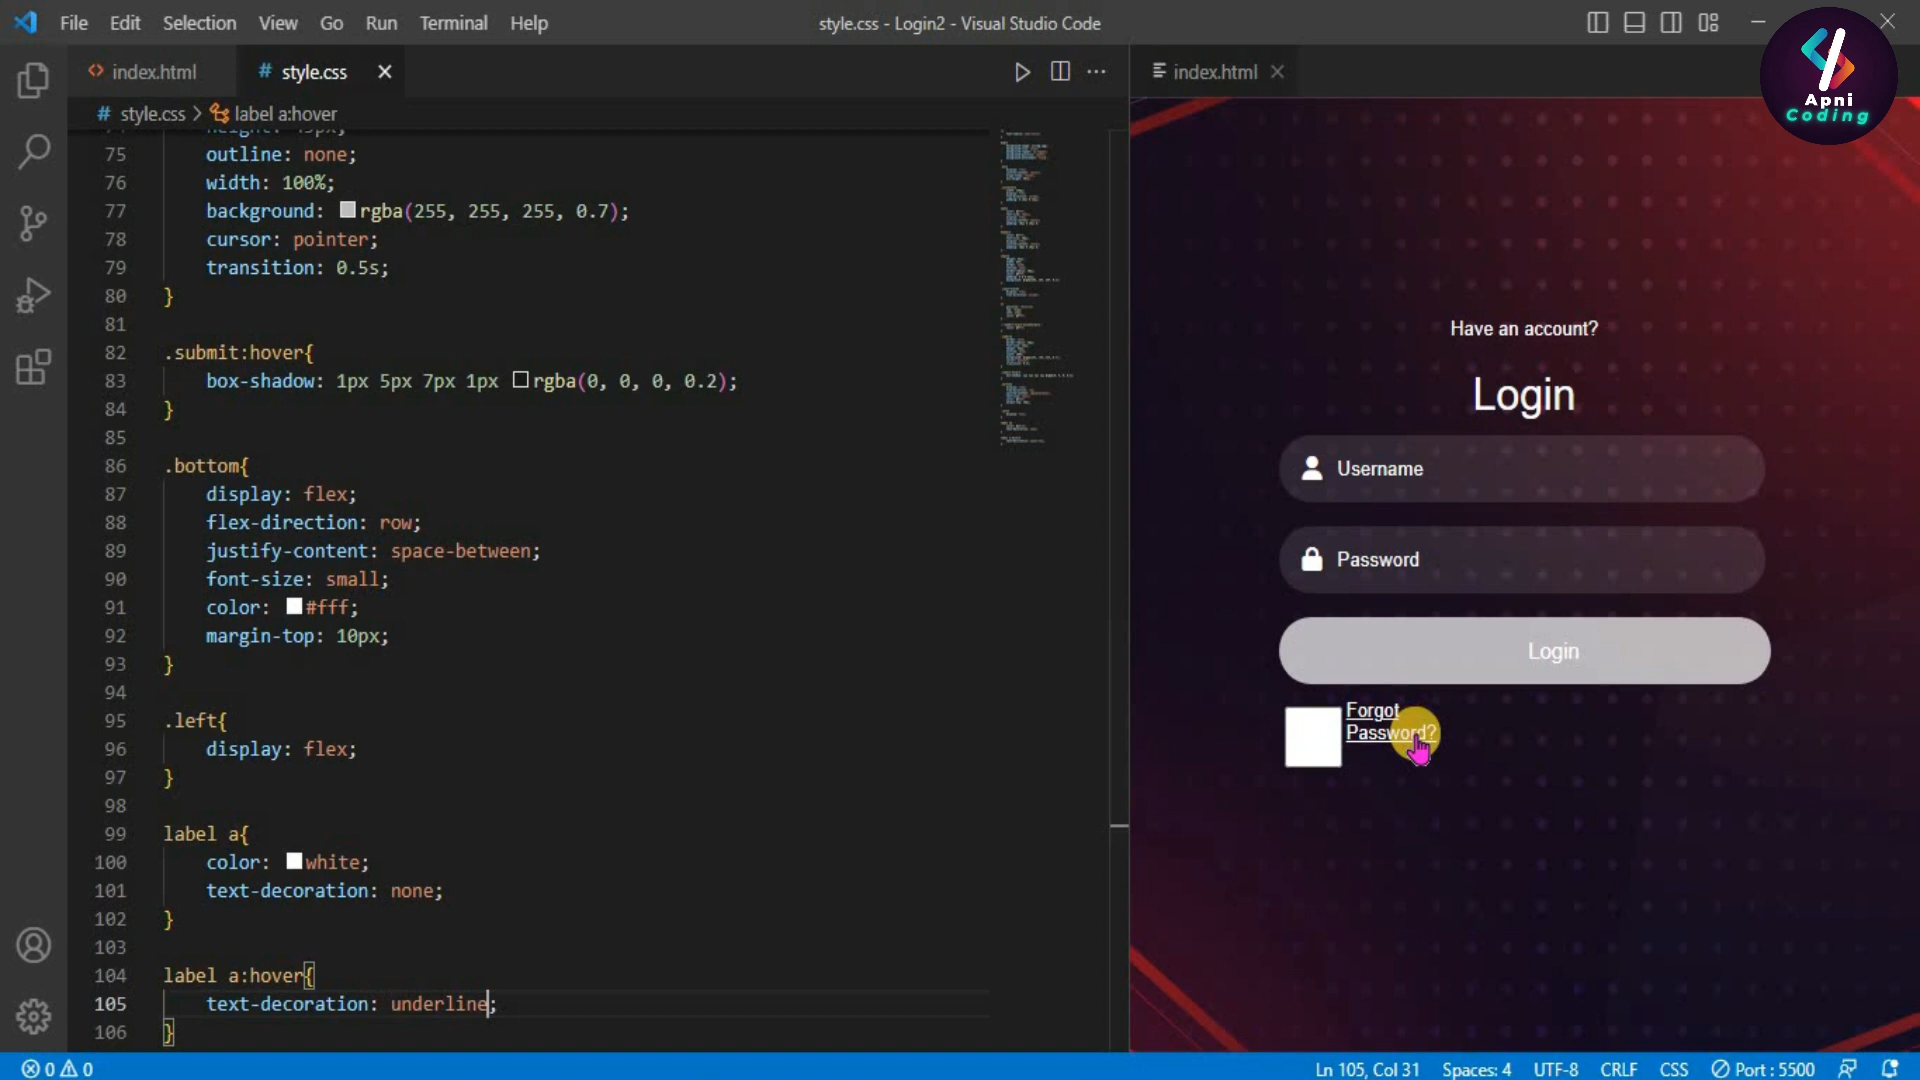 File Edit Selection View Go Run Terminal Help
style.css - Login2 - Visual Studio Code
index.html
# style.css
index.html
Apni
Coding
# style.css > label a:hover
75 outline: none;
76 width: 100%;
77 background: rgba(255, 255, 255, 0.7);
78 cursor: pointer;
79 transition: 0.5s;
80 }
81
82 .submit:hover{
83 box-shadow: 1px 5px 7px 1px rgba(0, 0, 0, 0.2);
84 }
85
86 .bottom{
87 display: flex;
88 flex-direction: row;
89 justify-content: space-between;
90 font-size: small;
91 color: #fff;
92 margin-top: 10px;
93 }
94
95 .left{
96 display: flex;
97 }
98
99 label a{
100 color: white;
101 text-decoration: none;
102 }
103
104 label a:hover{
105 text-decoration: underline;
106 }
Have an account?
Login
Username
Password
Login
Forgot
Password?
0 0
Ln 105, Col 31 Spaces: 4 UTF-8 CRLF CSS Port : 5500